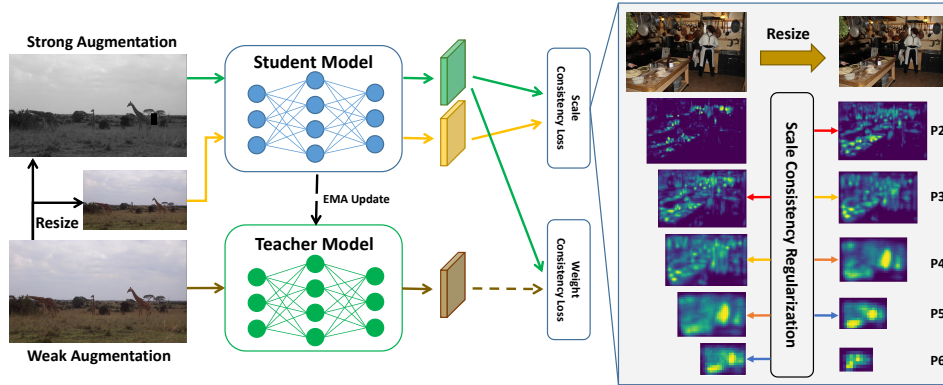 Strong Augmentation
Resize
Weak Augmentation
Student Model
EMA Update
Teacher Model
Scale
Consistency Loss
Weight
Consistency Loss
Resize
Scale Consistency Regularization
P2
P3
P4
P5
P6